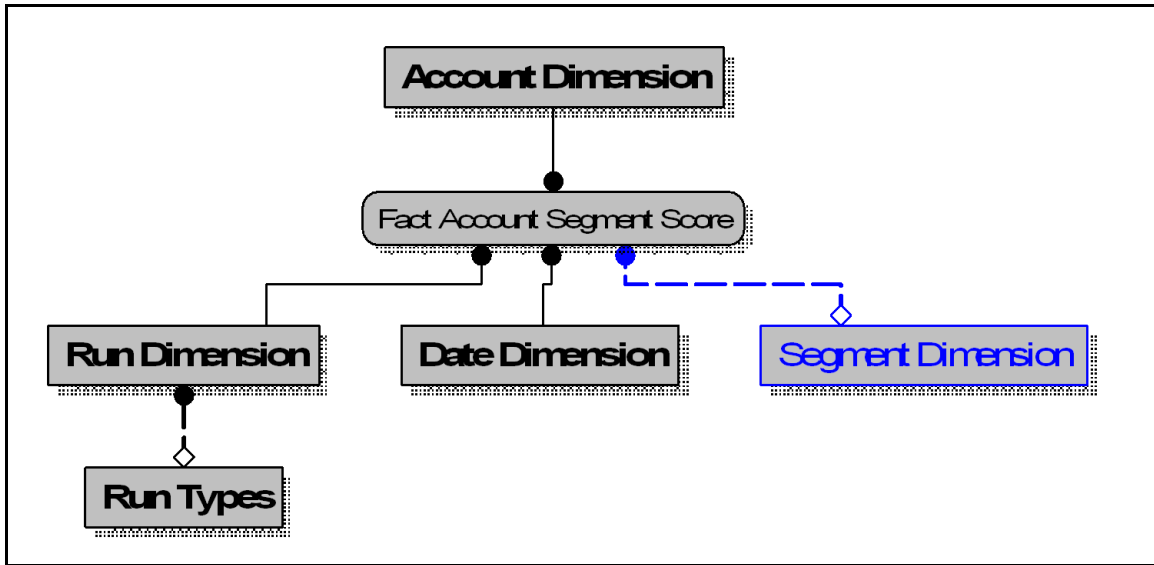 Account Dimension
Fact Account Segment Score
Run Dimension
Date Dimension
Segment Dimension
Run Types